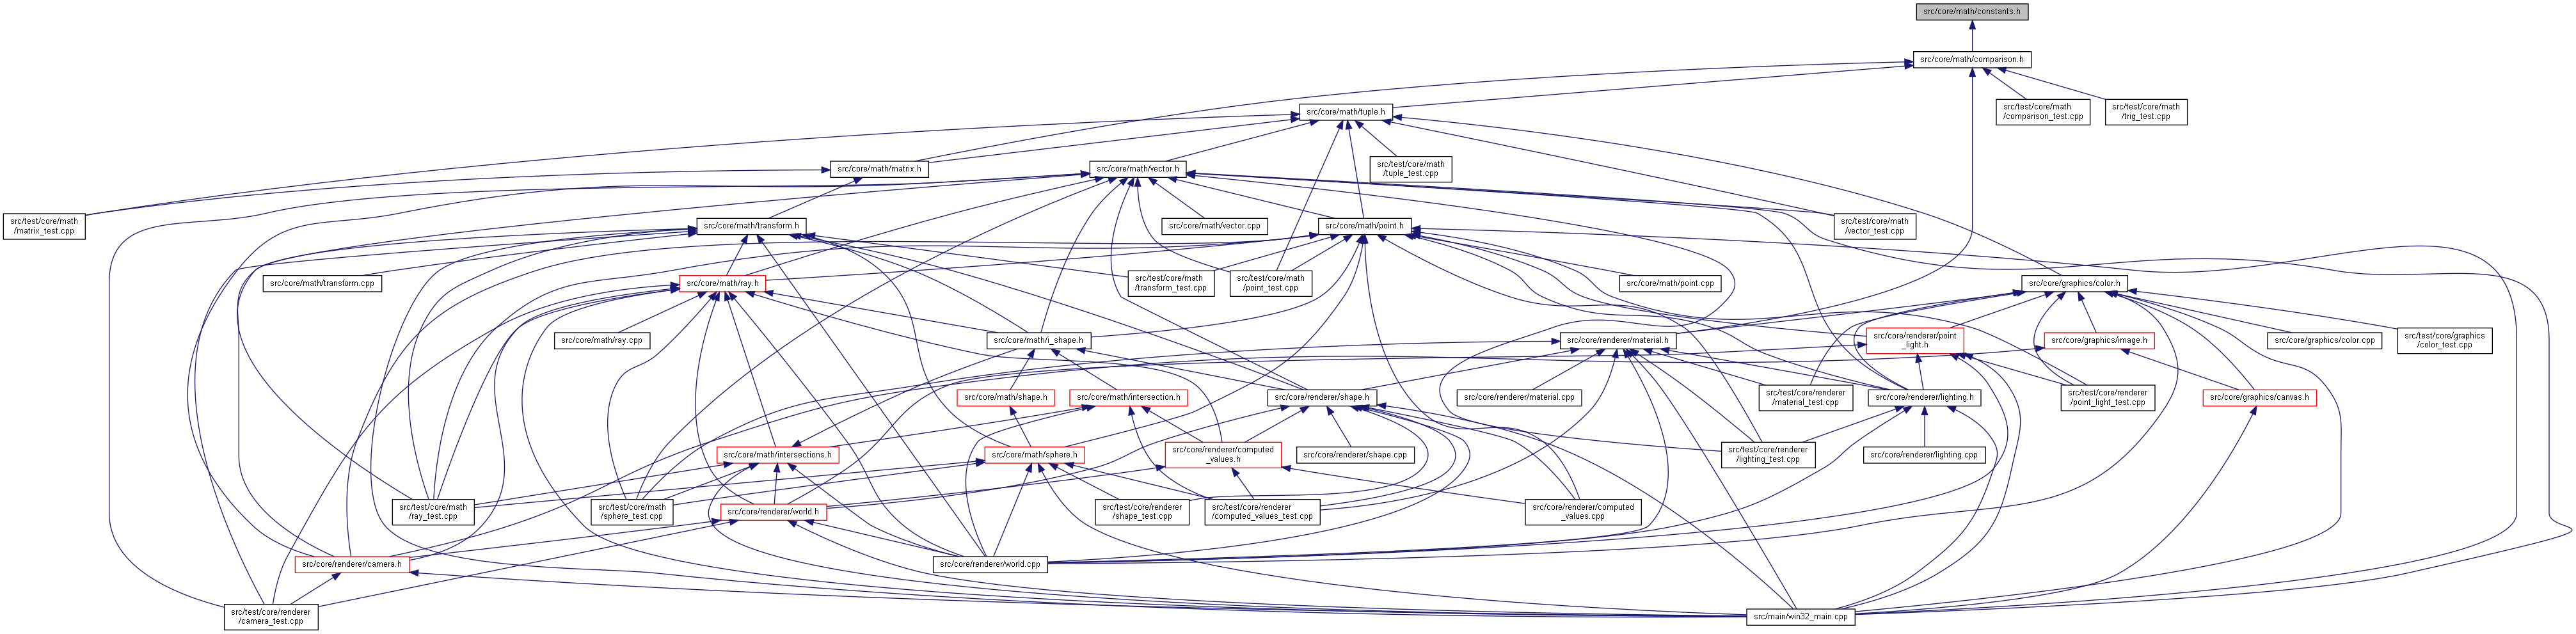 src/core/math/constants.h
src/core/math/comparison.h
src/core/math/tuple.h
src/test/core/math
/comparison_test.cpp
src/test/core/math
/trig_test.cpp
src/core/math/matrix.h
src/core/math/vector.h
src/test/core/math
/tuple_test.cpp
src/test/core/math
/matrix_test.cpp
src/core/math/transform.h
src/core/math/vector.cpp
src/core/math/point.h
src/test/core/math
/vector_test.cpp
src/core/math/transform.cpp
src/core/math/ray.h
src/test/core/math
/transform_test.cpp
src/test/core/math
/point_test.cpp
src/core/math/point.cpp
src/core/graphics/color.h
src/core/math/ray.cpp
src/core/math/i_shape.h
src/core/renderer/material.h
src/core/renderer/point
_light.h
src/core/graphics/image.h
src/core/graphics/color.cpp
src/test/core/graphics
/color_test.cpp
src/core/math/shape.h
src/core/math/intersection.h
src/core/renderer/shape.h
src/core/renderer/material.cpp
src/test/core/renderer
/material_test.cpp
src/core/renderer/lighting.h
src/test/core/renderer
/point_light_test.cpp
src/core/graphics/canvas.h
src/core/math/intersections.h
src/core/math/sphere.h
src/core/renderer/computed
_values.h
src/core/renderer/shape.cpp
src/test/core/renderer
/lighting_test.cpp
src/core/renderer/lighting.cpp
src/test/core/math
/ray_test.cpp
src/test/core/math
/sphere_test.cpp
src/core/renderer/world.h
src/test/core/renderer
/shape_test.cpp
src/test/core/renderer
/computed_values_test.cpp
src/core/renderer/computed
_values.cpp
src/core/renderer/camera.h
src/core/renderer/world.cpp
src/test/core/renderer
/camera_test.cpp
src/main/win32_main.cpp